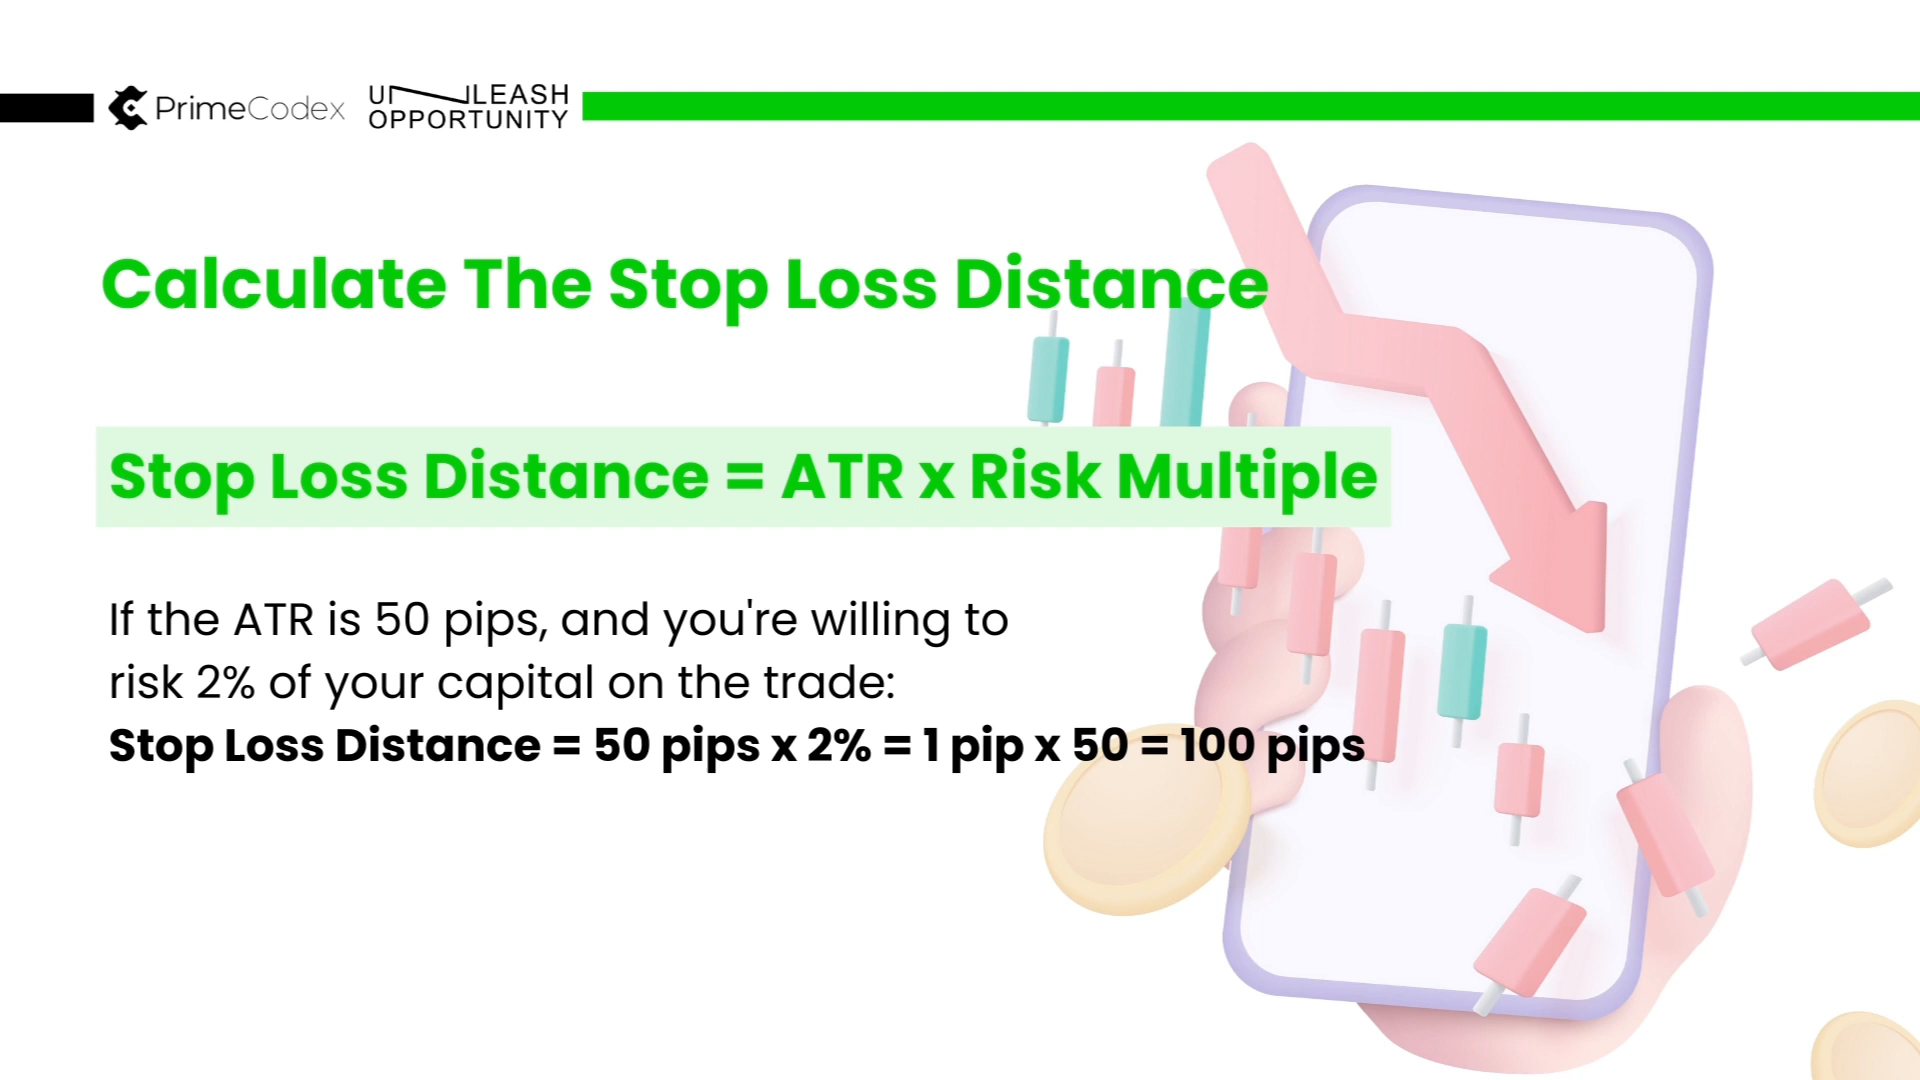 PrimeCodex
UNLEASH
OPPORTUNITY
Calculate The Stop Loss Distance
Stop Loss Distance = ATR x Risk Multiple
If the ATR is 50 pips, and you're willing to
risk 2% of your capital on the trade:
Stop Loss Distance = 50 pips x 2% = 1 pip x 50 = 100 pips